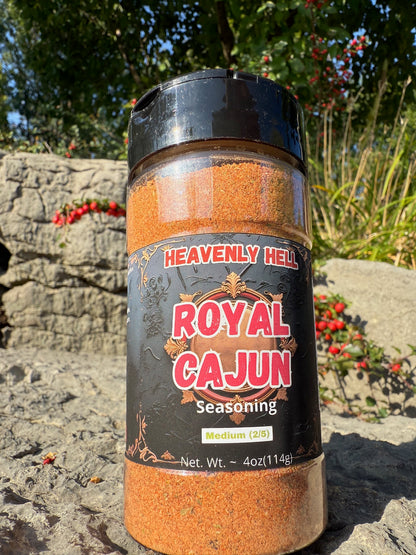 HEAVENLY HELL
ROYAL
CAJUN
Seasoning
Medium (2/5)
Net. Wt. ~ 4oz(114g)